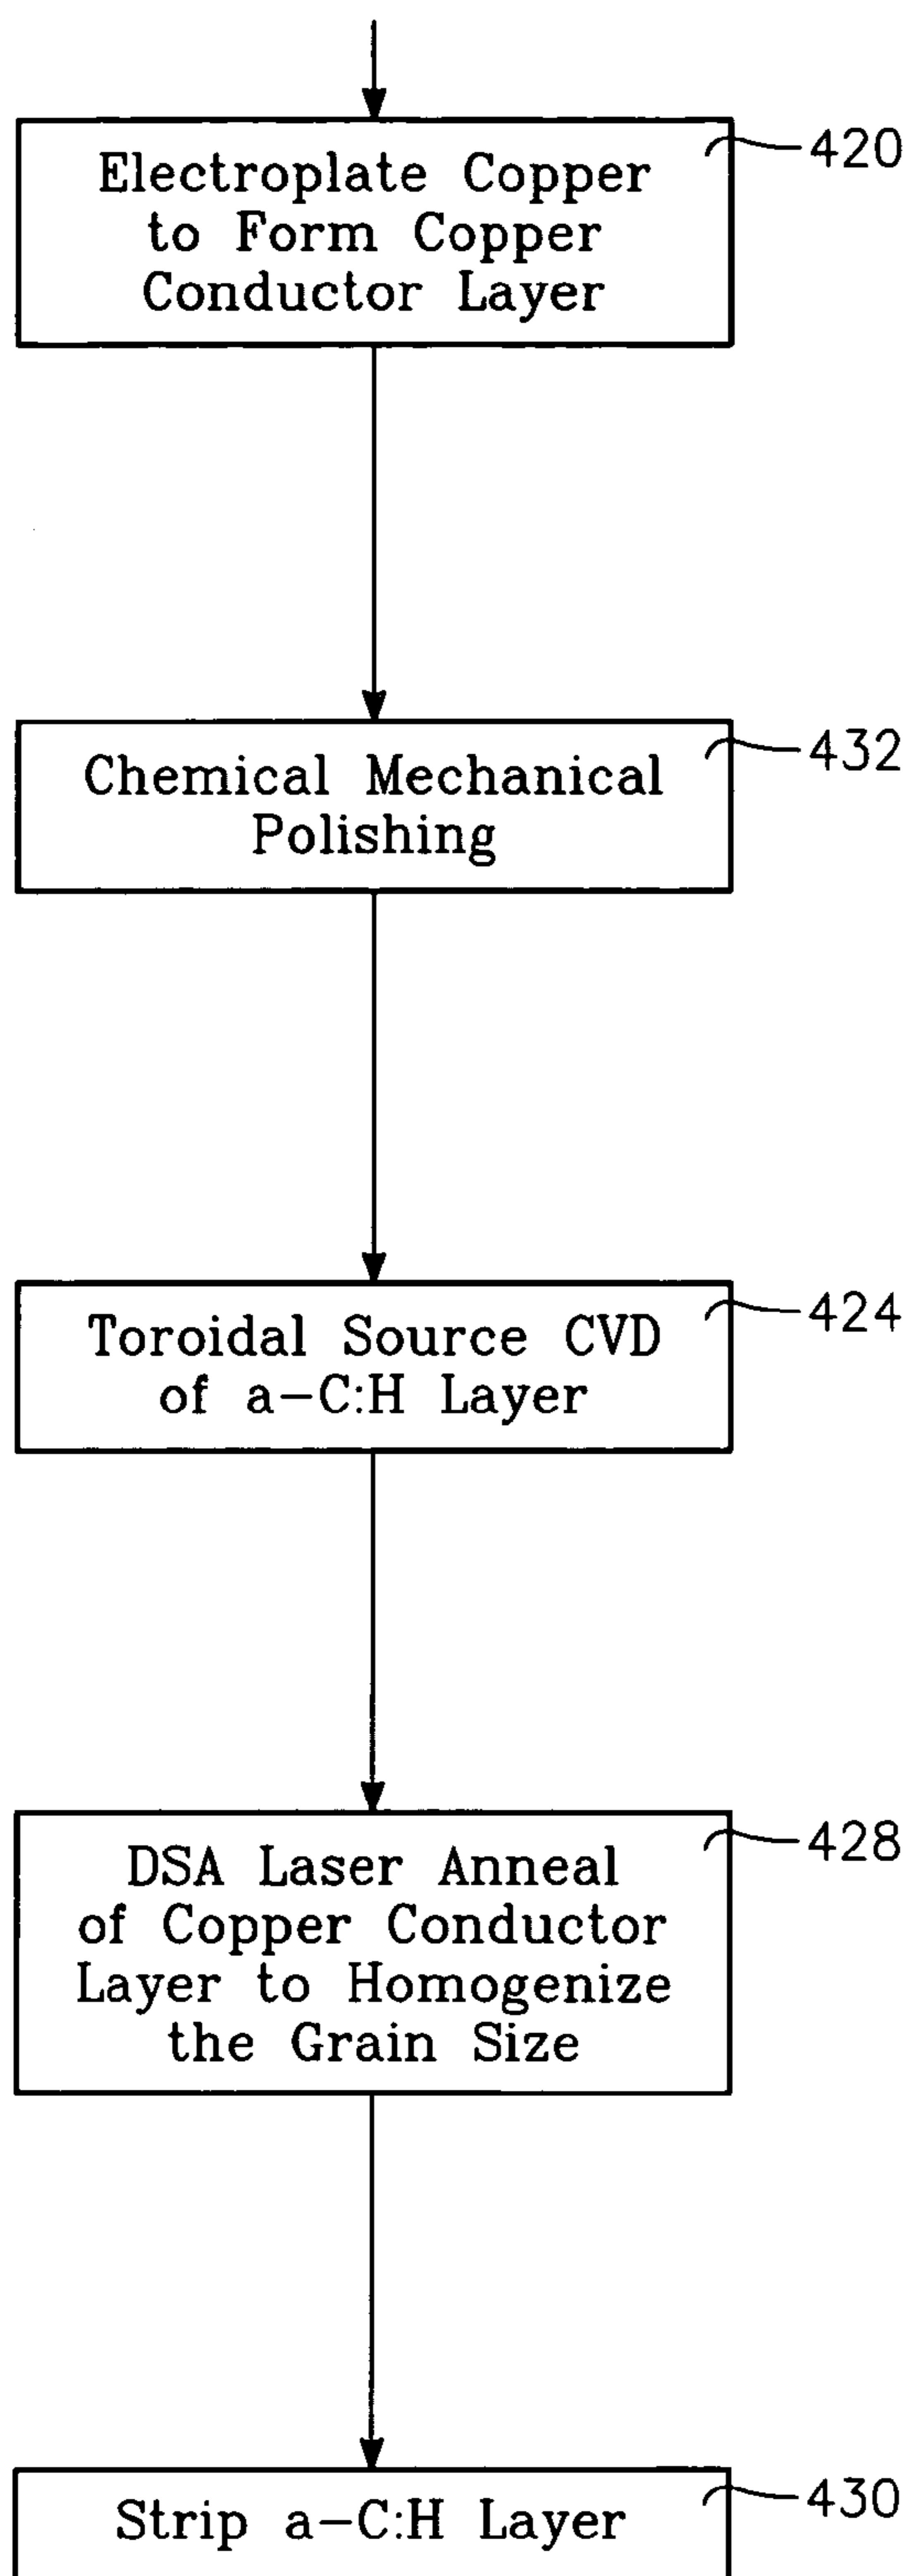 Electroplate Copper
to Form Copper
Conductor Layer
420
Chemical Mechanical
Polishing
432
Toroidal Source CVD
of a-C:H Layer
424
DSA Laser Anneal
of Copper Conductor
Layer to Homogenize
the Grain Size
428
Strip a-C:H Layer
430